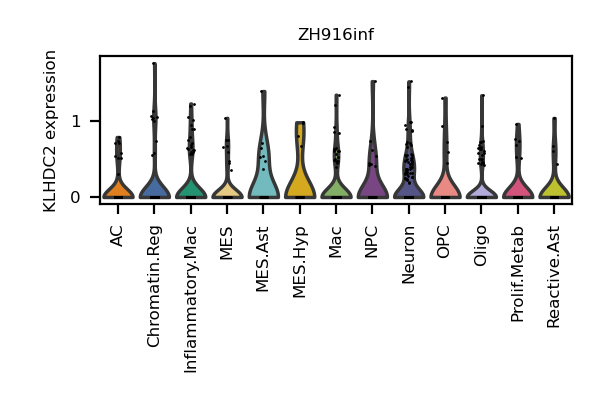 ZH916inf
KLHDC2 expression
1
0
AC
Chromatin.Reg
Inflammatory.Mac
MES
MES.Ast
MES.Hyp
Mac
NPC
Neuron
OPC
Oligo
Prolif.Metab
Reactive.Ast